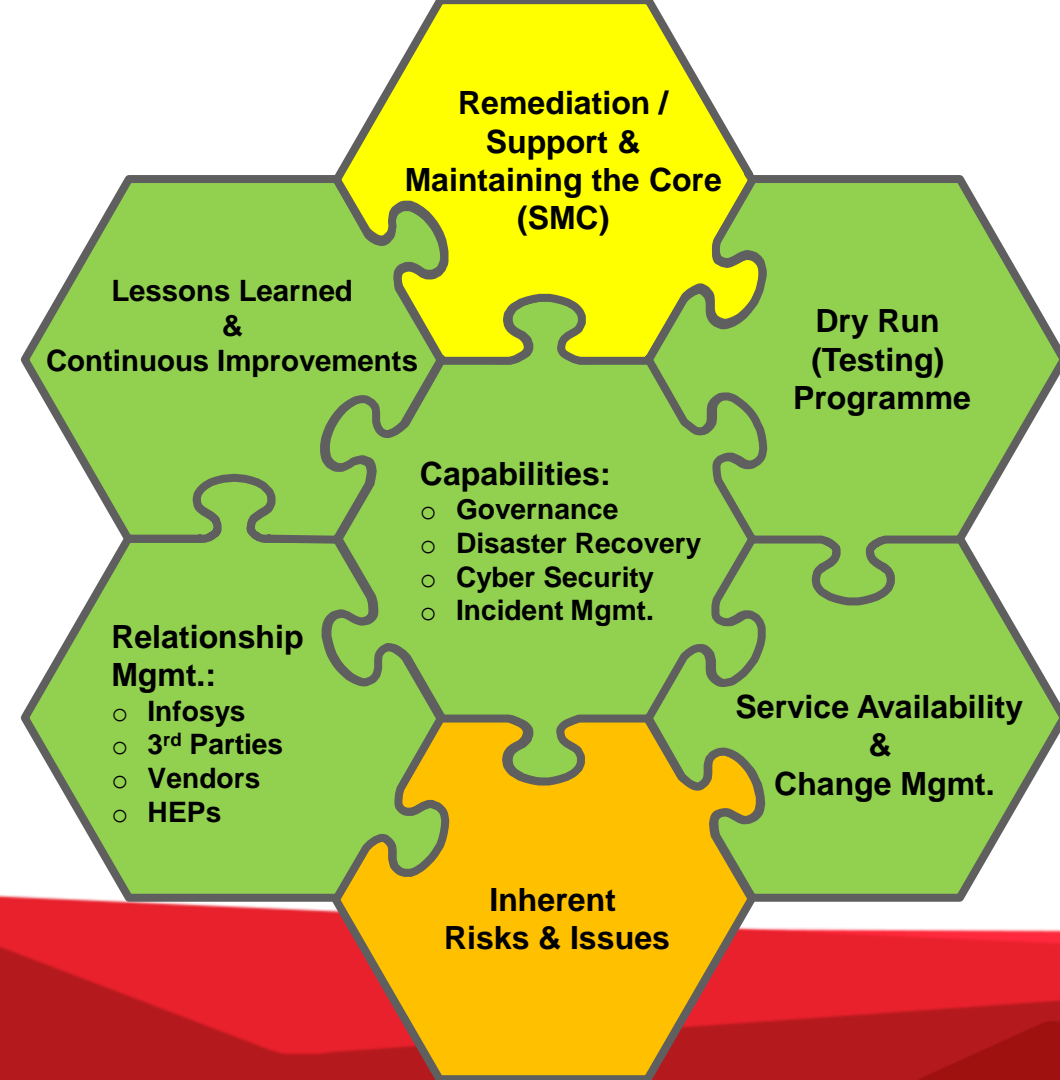 Remediation /
Support &
Maintaining the Core
(SMC)
Lessons Learned
&
Continuous Improvements
Dry Run
(Testing)
Programme
Capabilities:
○ Governance
○ Disaster Recovery
○ Cyber Security
○ Incident Mgmt.
Relationship
Mgmt.:
○ Infosys
○ 3rd Parties
○ Vendors
○ HEPs
Service Availability
&
Change Mgmt.
Inherent
Risks & Issues